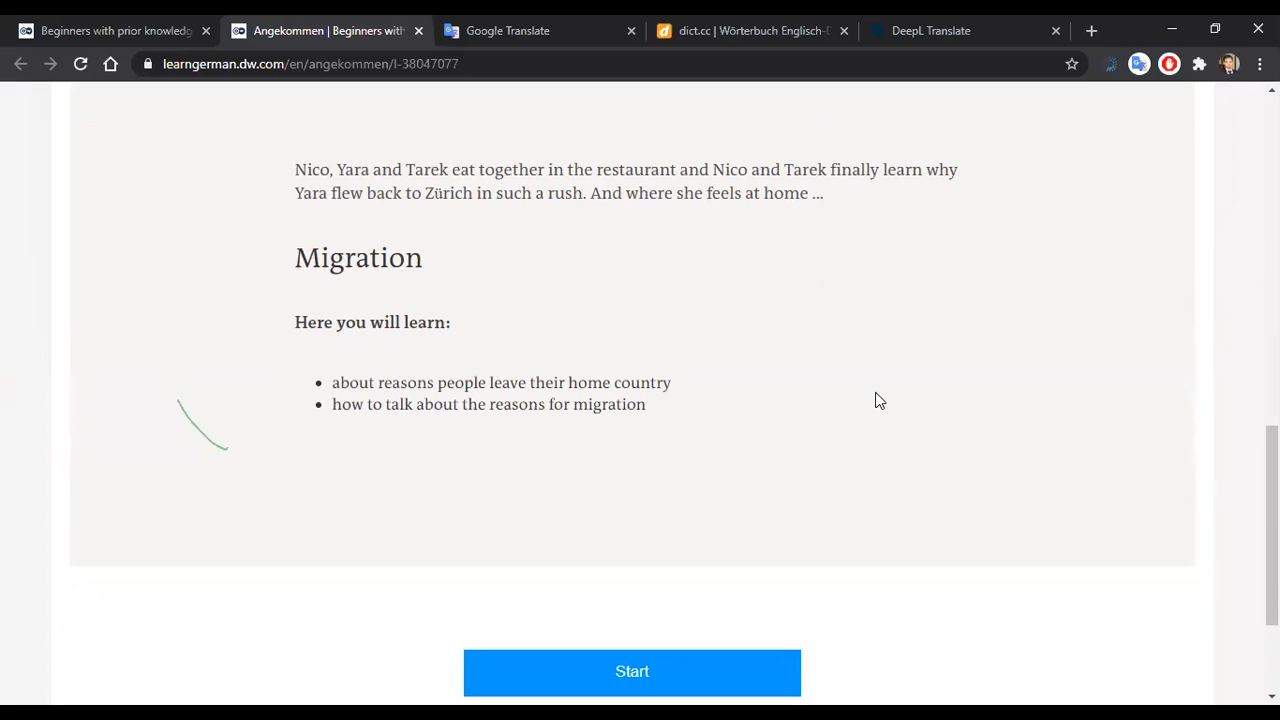 Beginners with prior knowledg
Angekommen | Beginners with
Google Translate
dict.cc | Wörterbuch Englisch-D
DeepL Translate
learngerman.dw.com/en/angekommen/l-38047077
Nico, Yara and Tarek eat together in the restaurant and Nico and Tarek finally learn why
Yara flew back to Zürich in such a rush. And where she feels at home ...
Migration
Here you will learn:
• about reasons people leave their home country
• how to talk about the reasons for migration
Start